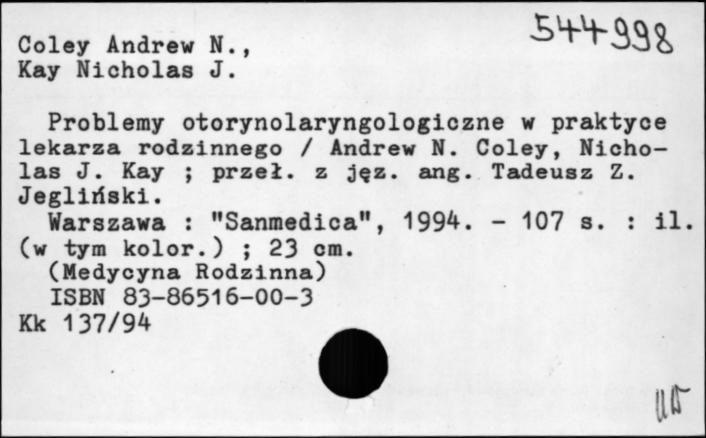 544998
Coley Andrew N.,
Kay Nicholas J.
Problemy otorynolaryngologiczne w praktyce
lekarza rodzinnego / Andrew N. Coley, Nicho-
las J. Kay ; przeł. z jęz. ang. Tadeusz Z.
Jegliński.
Warszawa : "Sanmedica", 1994. - 107 s. : il.
(w tym kolor.) ; 23 cm.
(Medycyna Rodzinna)
ISBN 83-86516-00-3
Kk 137/94